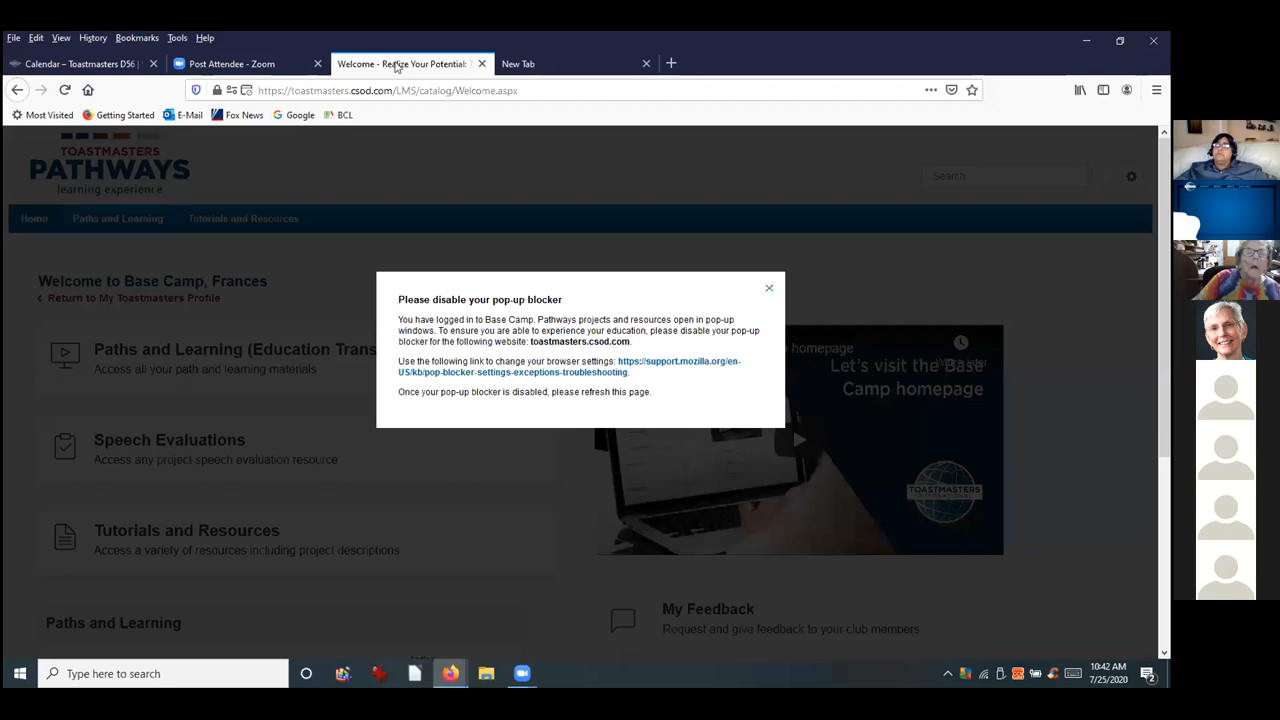 File Edit View History Bookmarks Tools Help
Calendar – Toastmasters D56 |
Post Attendee - Zoom
Welcome - Realize Your Potential:
New Tab
https://toastmasters.csod.com/LMS/catalog/Welcome.aspx
Most Visited Getting Started E-Mail Fox News Google BCL
TOASTMASTERS
PATHWAYS
learning experience
Search
Home Paths and Learning Tutorials and Resources
Welcome to Base Camp, Frances
Return to My Toastmasters Profile
Please disable your pop-up blocker
You have logged in to Base Camp. Pathways projects and resources open in pop-up
windows. To ensure you are able to experience your education, please disable your pop-up
blocker for the following website: toastmasters.csod.com.
Use the following link to change your browser settings: https://support.mozilla.org/en-
US/kb/pop-blocker-settings-exceptions-troubleshooting.
Once your pop-up blocker is disabled, please refresh this page.
Paths and Learning (Education Trans
Access all your path and learning materials
Speech Evaluations
Access any project speech evaluation resource
Tutorials and Resources
Access a variety of resources including project descriptions
Paths and Learning
homepage
Let's visit the Base
Camp homepage
TOASTMASTERS
INTERNATIONAL
My Feedback
Request and give feedback to your club members
Type here to search
10:42 AM
7/25/2020
2